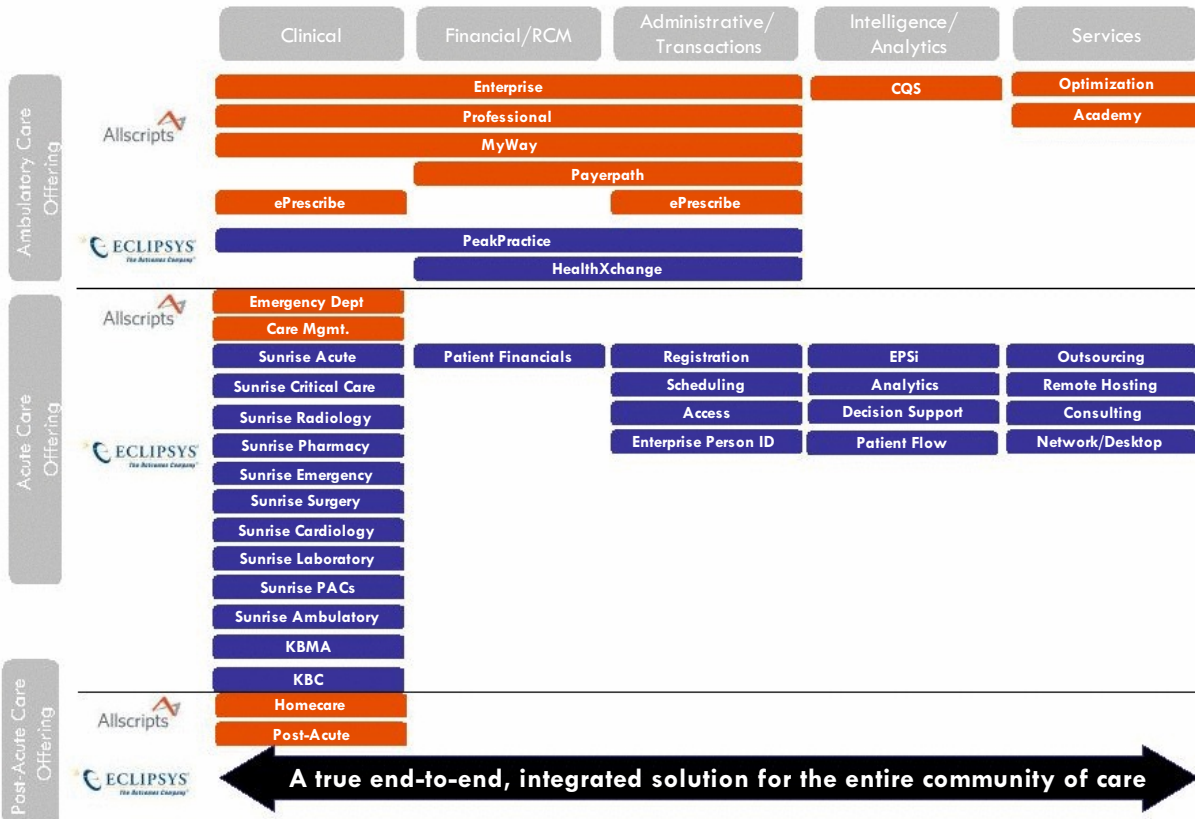 Clinical
Financial/RCM
Administrative/
Transactions
Intelligence/
Analytics
Services
Ambulatory Care
Offering
Allscripts
Enterprise
CQS
Optimization
Professional
Academy
MyWay
Payerpath
ePrescribe
ePrescribe
ECLIPSYS
The Outcomes Company
PeakPractice
HealthXchange
Acute Care
Offering
Allscripts
Emergency Dept
Care Mgmt.
ECLIPSYS
The Outcomes Company
Sunrise Acute
Patient Financials
Registration
EPSi
Outsourcing
Sunrise Critical Care
Scheduling
Analytics
Remote Hosting
Sunrise Radiology
Access
Decision Support
Consulting
Sunrise Pharmacy
Enterprise Person ID
Patient Flow
Network/Desktop
Sunrise Emergency
Sunrise Surgery
Sunrise Cardiology
Sunrise Laboratory
Sunrise PACs
Sunrise Ambulatory
KBMA
KBC
Post-Acute Care
Offering
Allscripts
Homecare
Post-Acute
ECLIPSYS
The Outcomes Company
A true end-to-end, integrated solution for the entire community of care